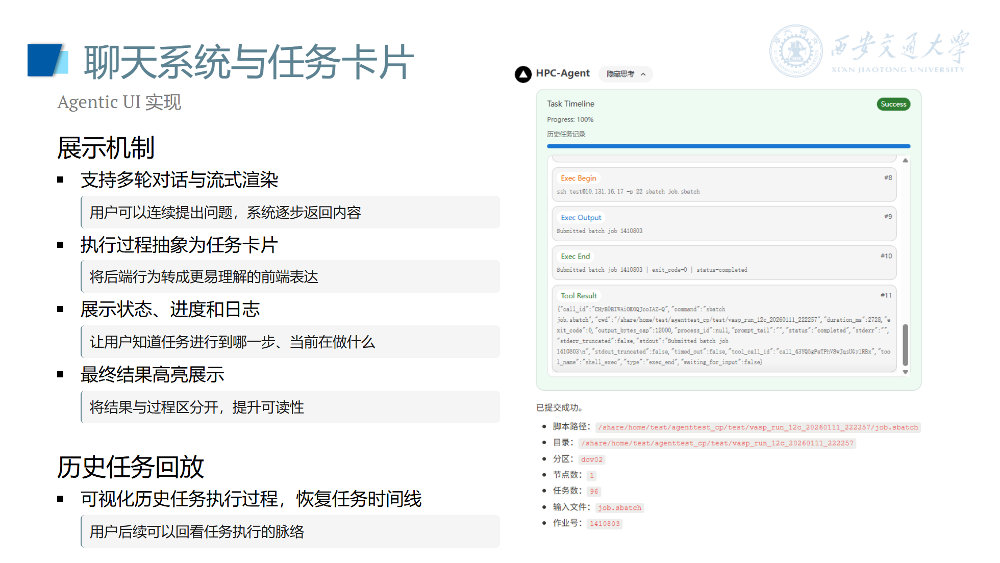 聊天系统与任务卡片
Agentic UI 实现
展示机制
支持多轮对话与流式渲染
用户可以连续提出问题，系统逐步返回内容
执行过程抽象为任务卡片
将后端行为转成更易理解的前端表达
展示状态、进度和日志
让用户知道任务进行到哪一步、当前在做什么
最终结果高亮展示
将结果与过程区分开，提升可读性
历史任务回放
可视化历史任务执行过程，恢复任务时间线
用户后续可以回看任务执行的脉络
西安交通大学
XI'AN JIAOTONG UNIVERSITY
HPC-Agent 隐藏思考
Task Timeline Success
Progress: 100%
历史任务记录
Exec Begin #8
ssh test@10.131.16.17 -p 22 sbatch job.sbatch
Exec Output #9
Submitted batch job 1410803
Exec End #10
Submitted batch job 1410803 | exit_code=0 | status=completed
Tool Result #11
{"call_id":"CHyB0BIWAiOKOQJcoIAZ-Q","command":"sbatch
job.sbatch","cwd":"/share/home/test/agenttest_cp/test/vasp_run_12c_20260111_222257","duration_ms":2728,"e
xit_code":0,"output_bytes_cap":12000,"process_id":null,"prompt_tail":"","status":"completed","stderr":"",
"stderr_truncated":false,"stdout":"Submitted batch job
1410803\n","stdout_truncated":false,"timed_out":false,"tool_call_id":"call_43YQ5gPaTPhVSwJqsUGylRBx","too
l_name":"shell_exec","type":"exec_end","waiting_for_input":false}
已提交成功。
脚本路径： /share/home/test/agenttest_cp/test/vasp_run_12c_20260111_222257/job.sbatch
目录： /share/home/test/agenttest_cp/test/vasp_run_12c_20260111_222257
分区： dcv02
节点数： 1
任务数： 96
输入文件： job.sbatch
作业号： 1410803